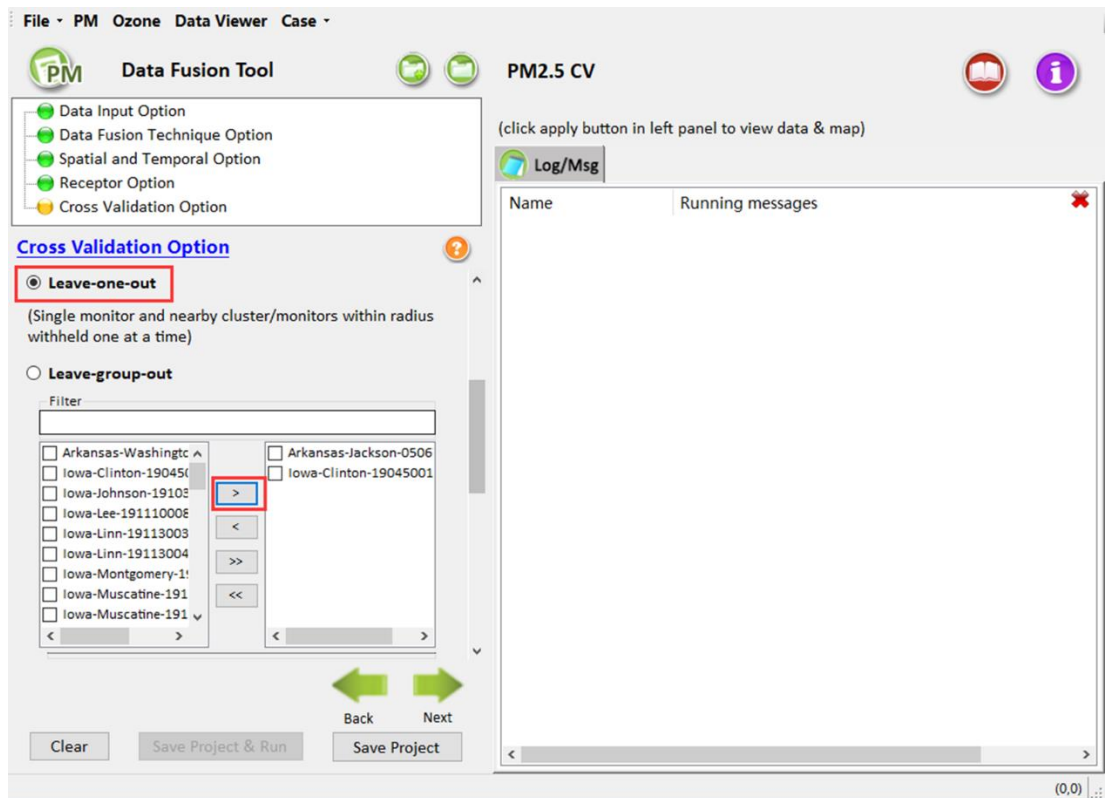 File PM Ozone Data Viewer Case
PM Data Fusion Tool
PM2.5 CV
Data Input Option
Data Fusion Technique Option
Spatial and Temporal Option
Receptor Option
Cross Validation Option
(click apply button in left panel to view data & map)
Log/Msg
Name Running messages
Cross Validation Option
Leave-one-out
(Single monitor and nearby cluster/monitors within radius
withheld one at a time)
Leave-group-out
Filter
Arkansas-Washingtc
Iowa-Clinton-19045(
Iowa-Johnson-19103
Iowa-Lee-191110008
Iowa-Linn-19113003
Iowa-Linn-19113004
Iowa-Montgomery-1
Iowa-Muscatine-191
Iowa-Muscatine-191
>
<
>>
<<
Arkansas-Jackson-0506
Iowa-Clinton-19045001
Back Next
Clear Save Project & Run Save Project
(0,0)